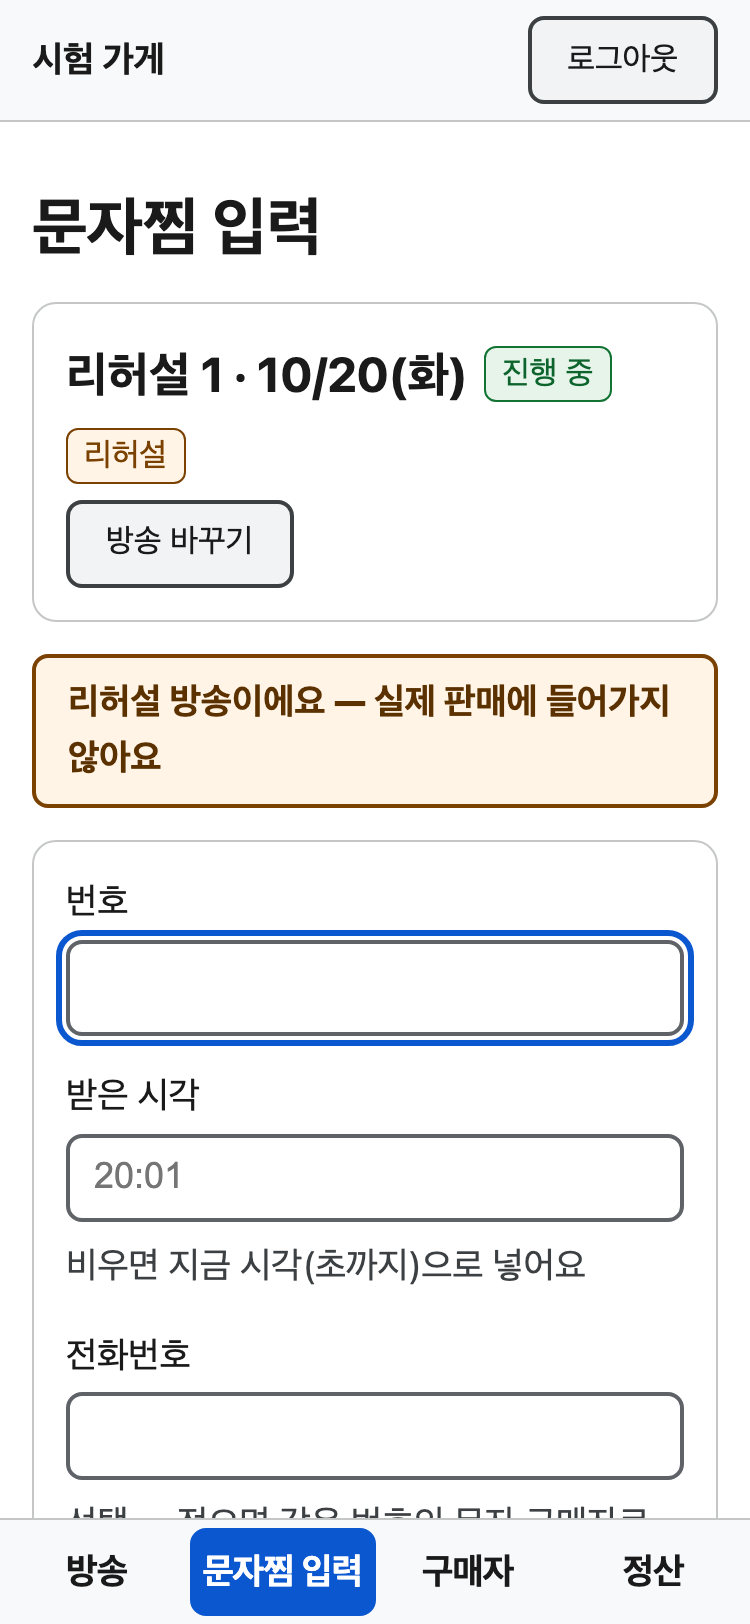 시험 가게
로그아웃
문자찜 입력
리허설 1 · 10/20(화)
진행 중
리허설
방송 바꾸기
리허설 방송이에요 — 실제 판매에 들어가지
않아요
번호
받은 시각
20:01
비우면 지금 시각(초까지)으로 넣어요
전화번호
방송
문자찜 입력
구매자
정산